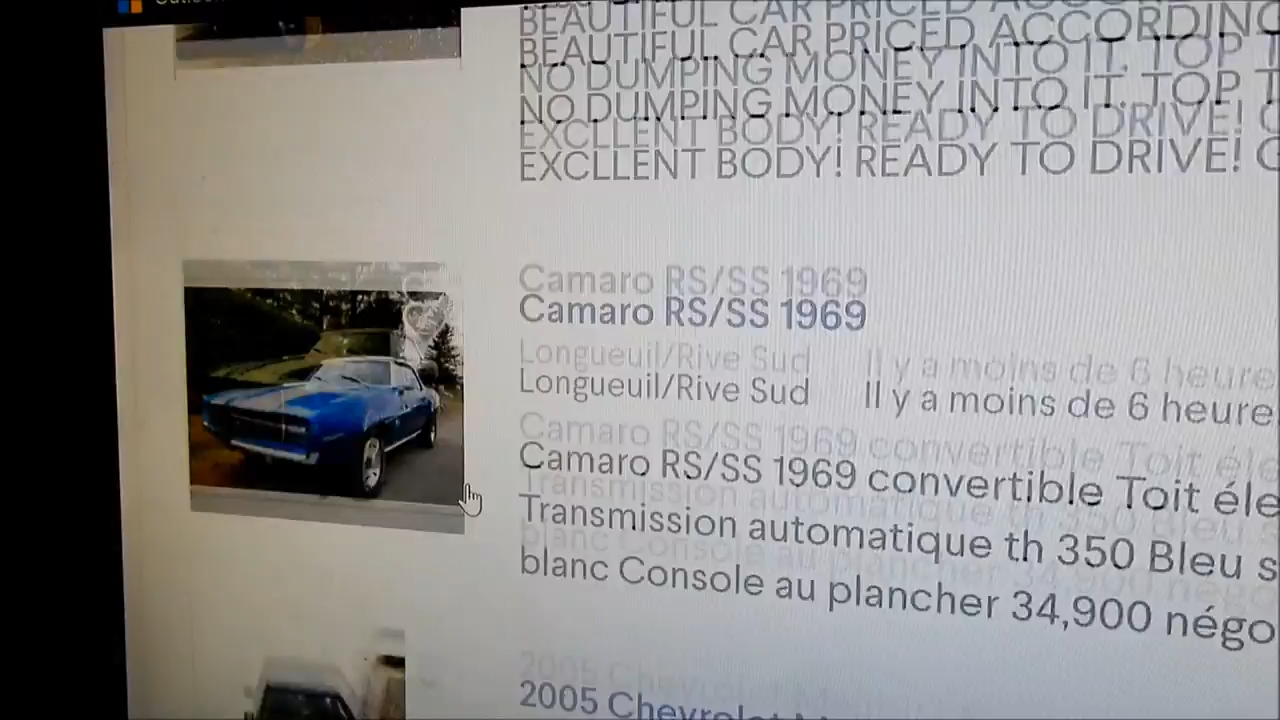 BEAUTIFUL CAR PRICED ACCORDING
NO DUMPING MONEY INTO IT. TOP
EXCLLENT BODY! READY TO DRIVE!
Camaro RS/SS 1969
Longueuil/Rive Sud Il y a moins de 6 heure
Camaro RS/SS 1969 convertible Toit éle
Transmission automatique th 350 Bleu s
blanc Console au plancher 34,900 négo
2005 Chevrolet